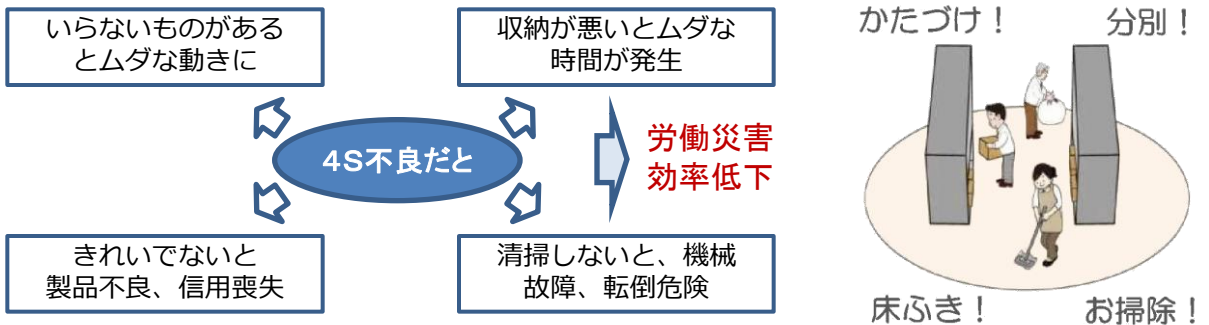 いらないものがある
とムダな動きに
収納が悪いとムダな
時間が発生
4S不良だと
労働災害
効率低下
きれいでないと
製品不良、信用喪失
清掃しないと、機械
故障、転倒危険
かたづけ！
分別！
床ふき！
お掃除！